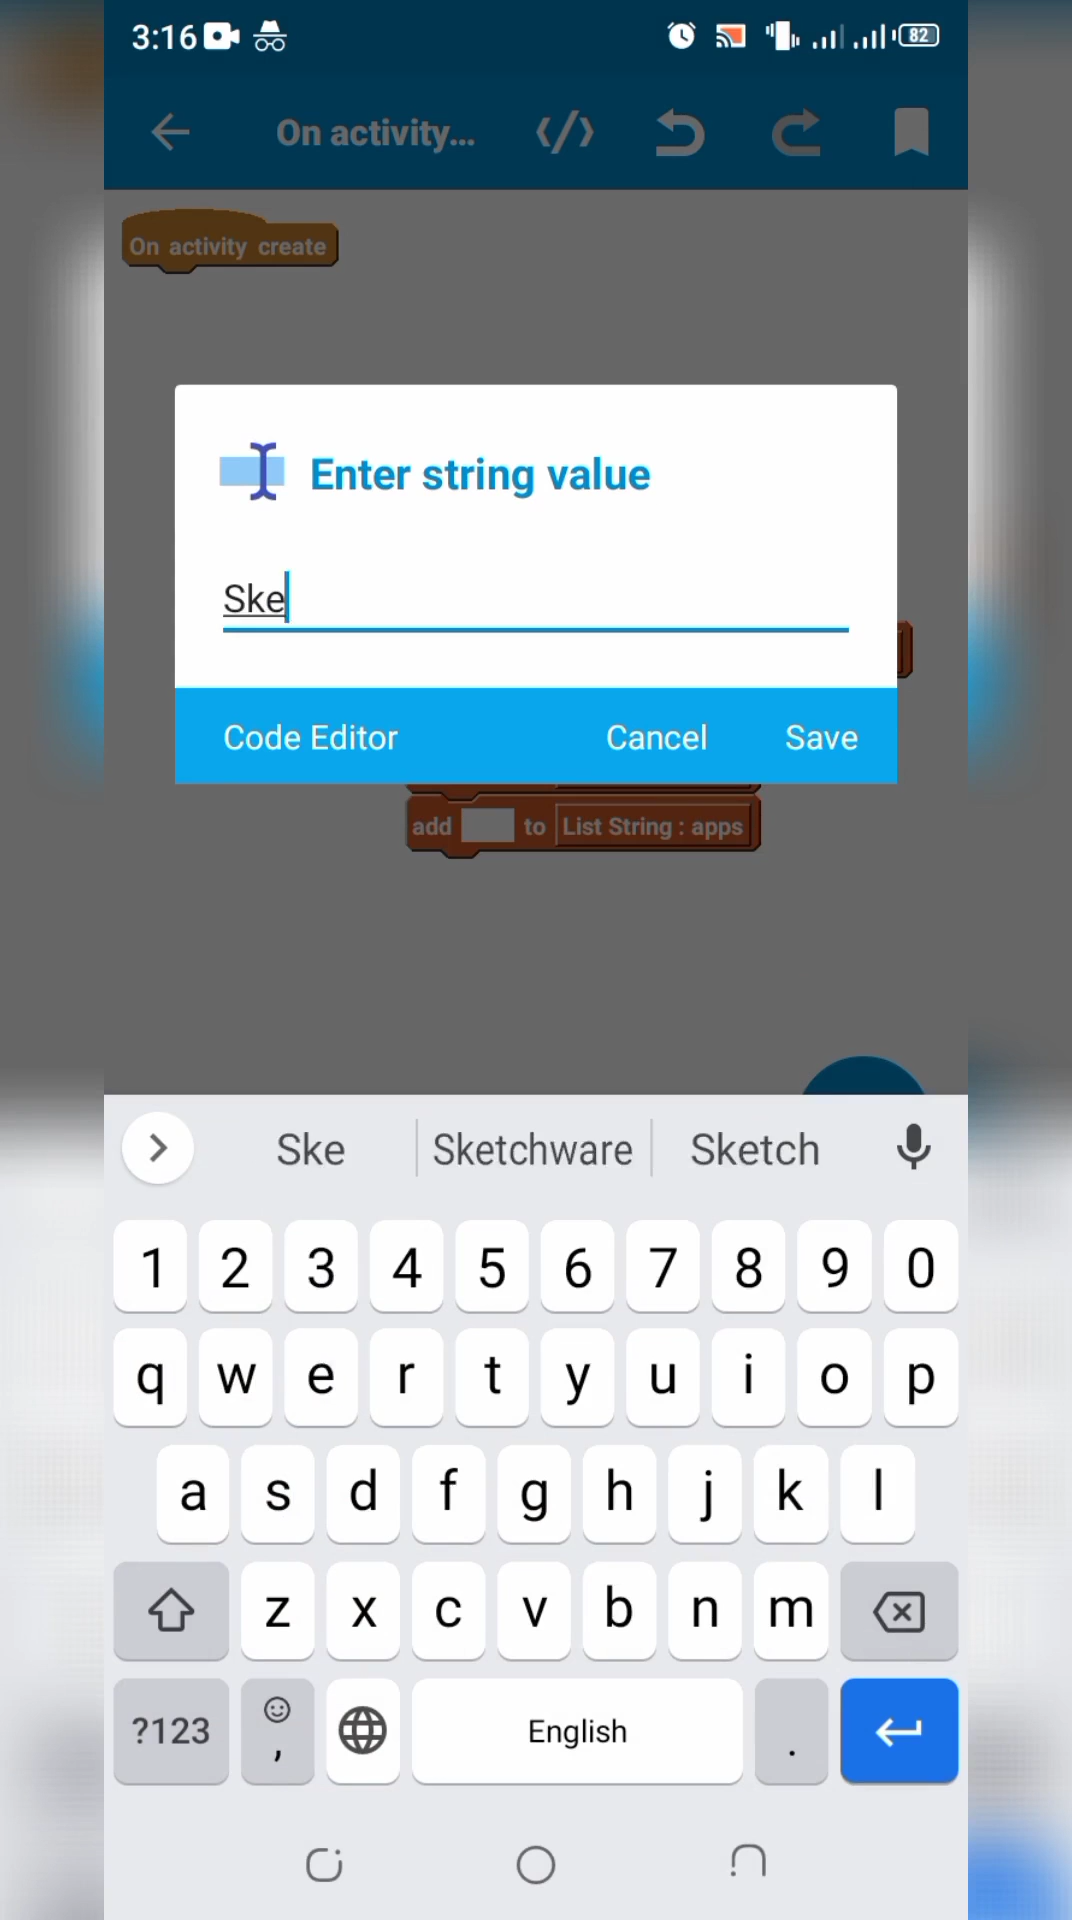 3:16 82
On activity...
On activity create
Enter string value
Ske
Code Editor Cancel Save
add to List String : apps
Ske Sketchware Sketch
1 2 3 4 5 6 7 8 9 0
q w e r t y u i o p
a s d f g h j k l
z x c v b n m
?123 , English .